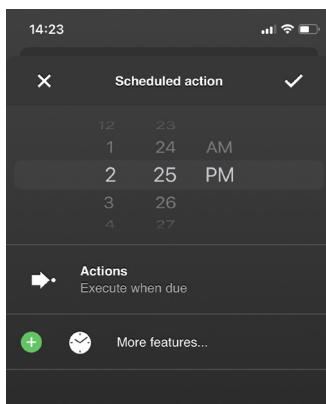 14:23
Scheduled action
12 23
1 24 AM
2 25 PM
3 26
4 27
Actions
Execute when due
More features...